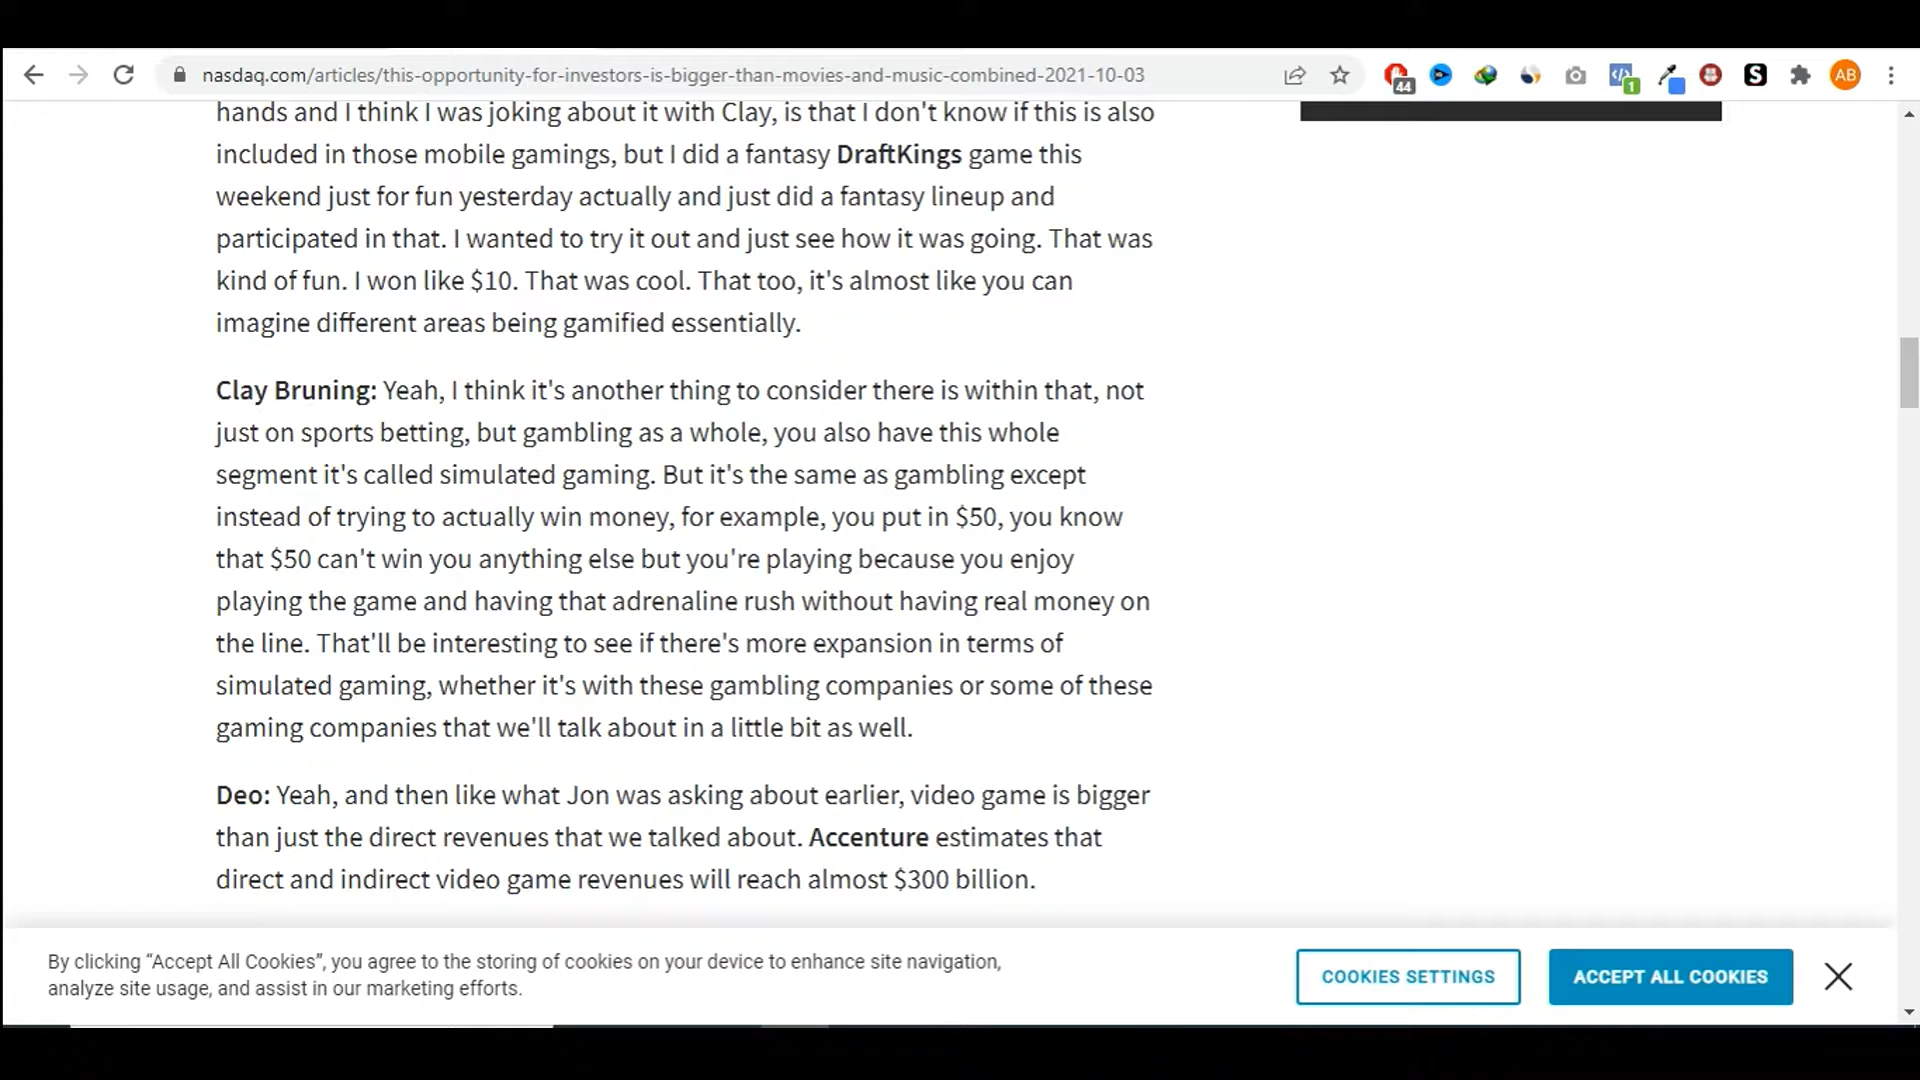 nasdaq.com/articles/this-opportunity-for-investors-is-bigger-than-movies-and-music-combined-2021-10-03
44
1
S
AB
hands and I think I was joking about it with Clay, is that I don't know if this is also
included in those mobile gamings, but I did a fantasy DraftKings game this
weekend just for fun yesterday actually and just did a fantasy lineup and
participated in that. I wanted to try it out and just see how it was going. That was
kind of fun. I won like $10. That was cool. That too, it's almost like you can
imagine different areas being gamified essentially.
Clay Bruning: Yeah, I think it's another thing to consider there is within that, not
just on sports betting, but gambling as a whole, you also have this whole
segment it's called simulated gaming. But it's the same as gambling except
instead of trying to actually win money, for example, you put in $50, you know
that $50 can't win you anything else but you're playing because you enjoy
playing the game and having that adrenaline rush without having real money on
the line. That'll be interesting to see if there's more expansion in terms of
simulated gaming, whether it's with these gambling companies or some of these
gaming companies that we'll talk about in a little bit as well.
Deo: Yeah, and then like what Jon was asking about earlier, video game is bigger
than just the direct revenues that we talked about. Accenture estimates that
direct and indirect video game revenues will reach almost $300 billion.
By clicking “Accept All Cookies”, you agree to the storing of cookies on your device to enhance site navigation,
analyze site usage, and assist in our marketing efforts.
COOKIES SETTINGS
ACCEPT ALL COOKIES